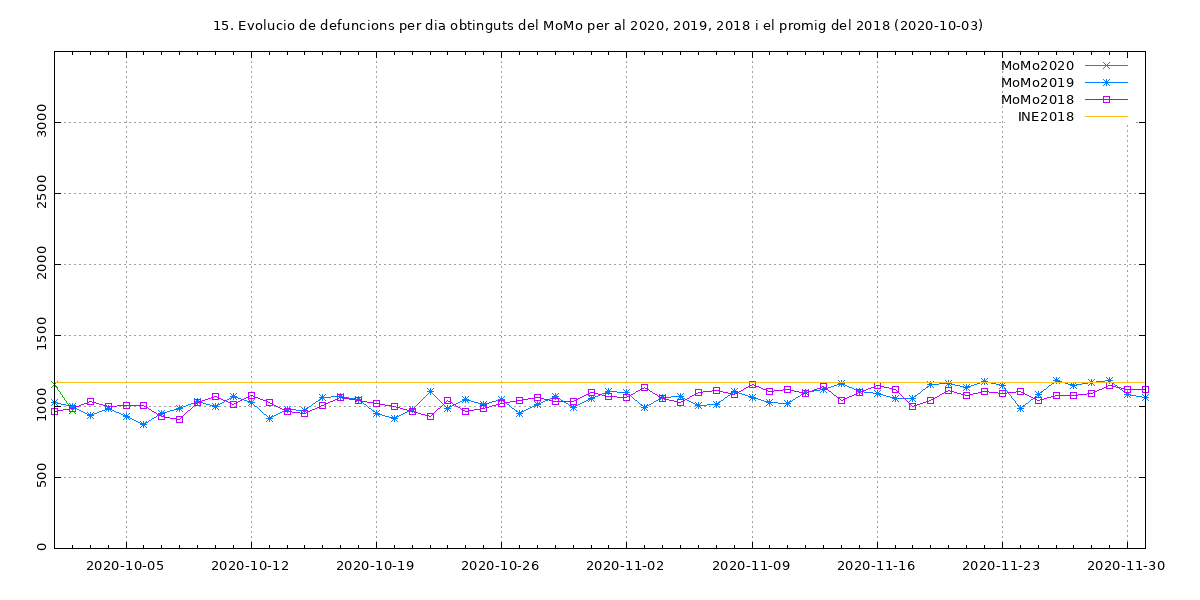 15. Evolucio de defuncions per dia obtinguts del MoMo per al 2020, 2019, 2018 i el promig del 2018 (2020-10-03)
MoMo2020
MoMo2019
MoMo2018
INE2018
3000
2500
2000
1500
1000
500
0
2020-10-05 2020-10-12 2020-10-19 2020-10-26 2020-11-02 2020-11-09 2020-11-16 2020-11-23 2020-11-30